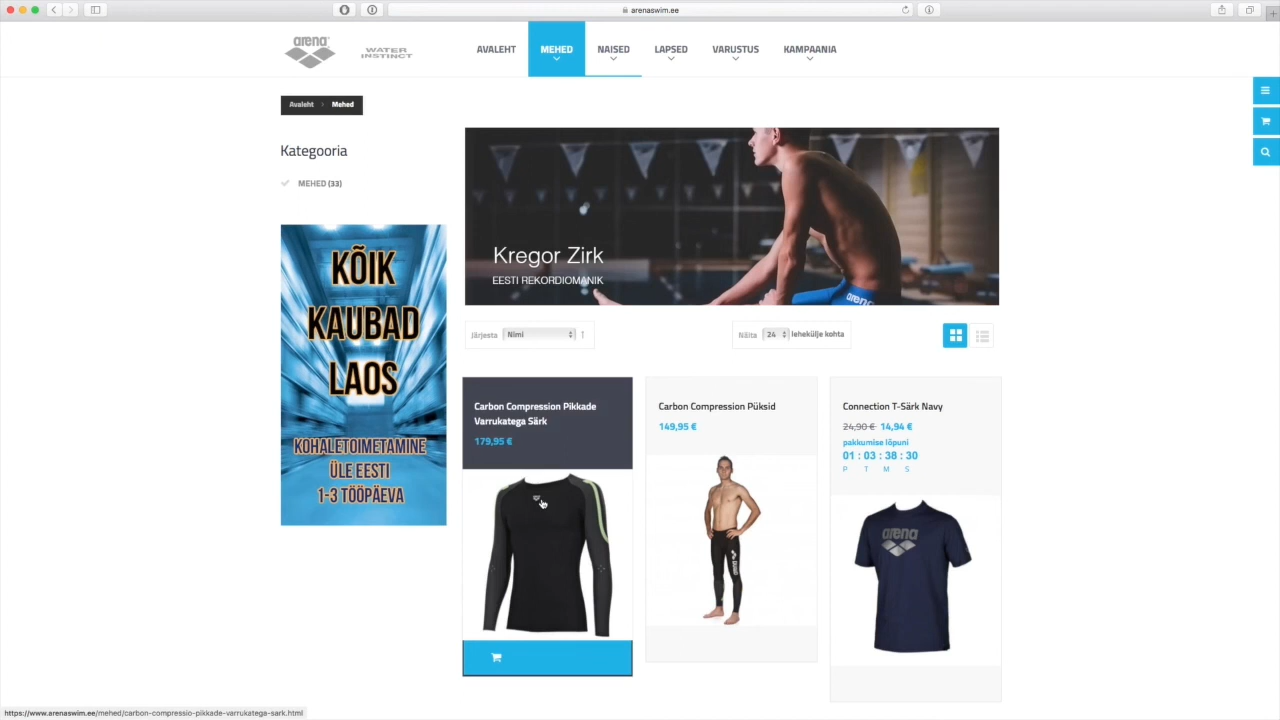 arenaswim.ee
arena
WATER
INSTINCT
AVALEHT
MEHED
NAISED
LAPSED
VARUSTUS
KAMPAANIA
Avaleht > Mehed
Kategooria
MEHED (33)
KÕIK
KAUBAD
LAOS
KOHALETOIMETAMINE
ÜLE EESTI
1-3 TÖÖPÄEVA
Kregor Zirk
EESTI REKORDIOMANIK
arena
Järjesta Nimi
Näita 24 lehekülje kohta
Carbon Compression Pikkade
Varrukatega Särk
179,95 €
Carbon Compression Püksid
149,95 €
Connection T-Särk Navy
24,90 € 14,94 €
pakkumise lõpuni
01 : 03 : 38 : 30
P T M S
arena
https://www.arenaswim.ee/mehed/carbon-compressio-pikkade-varrukatega-sark.html